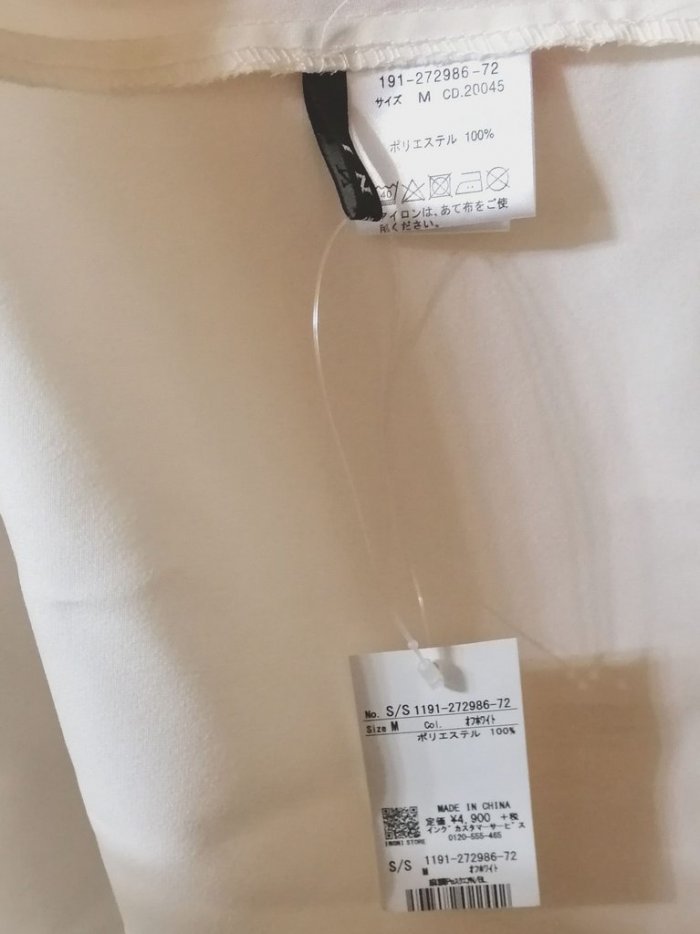 191-272986-72
サイズ M CD.20045
ポリエステル 100%
40
アイロンは、あて布をご使
用ください。
No. S/S 1191-272986-72
Size M Col. オフホワイト
ポリエステル 100%
MADE IN CHINA
定価 ¥4,900 +税
イング カスタマーサービス
0120-555-465
INGNI STORE
S/S 1191-272986-72
M オフホワイト